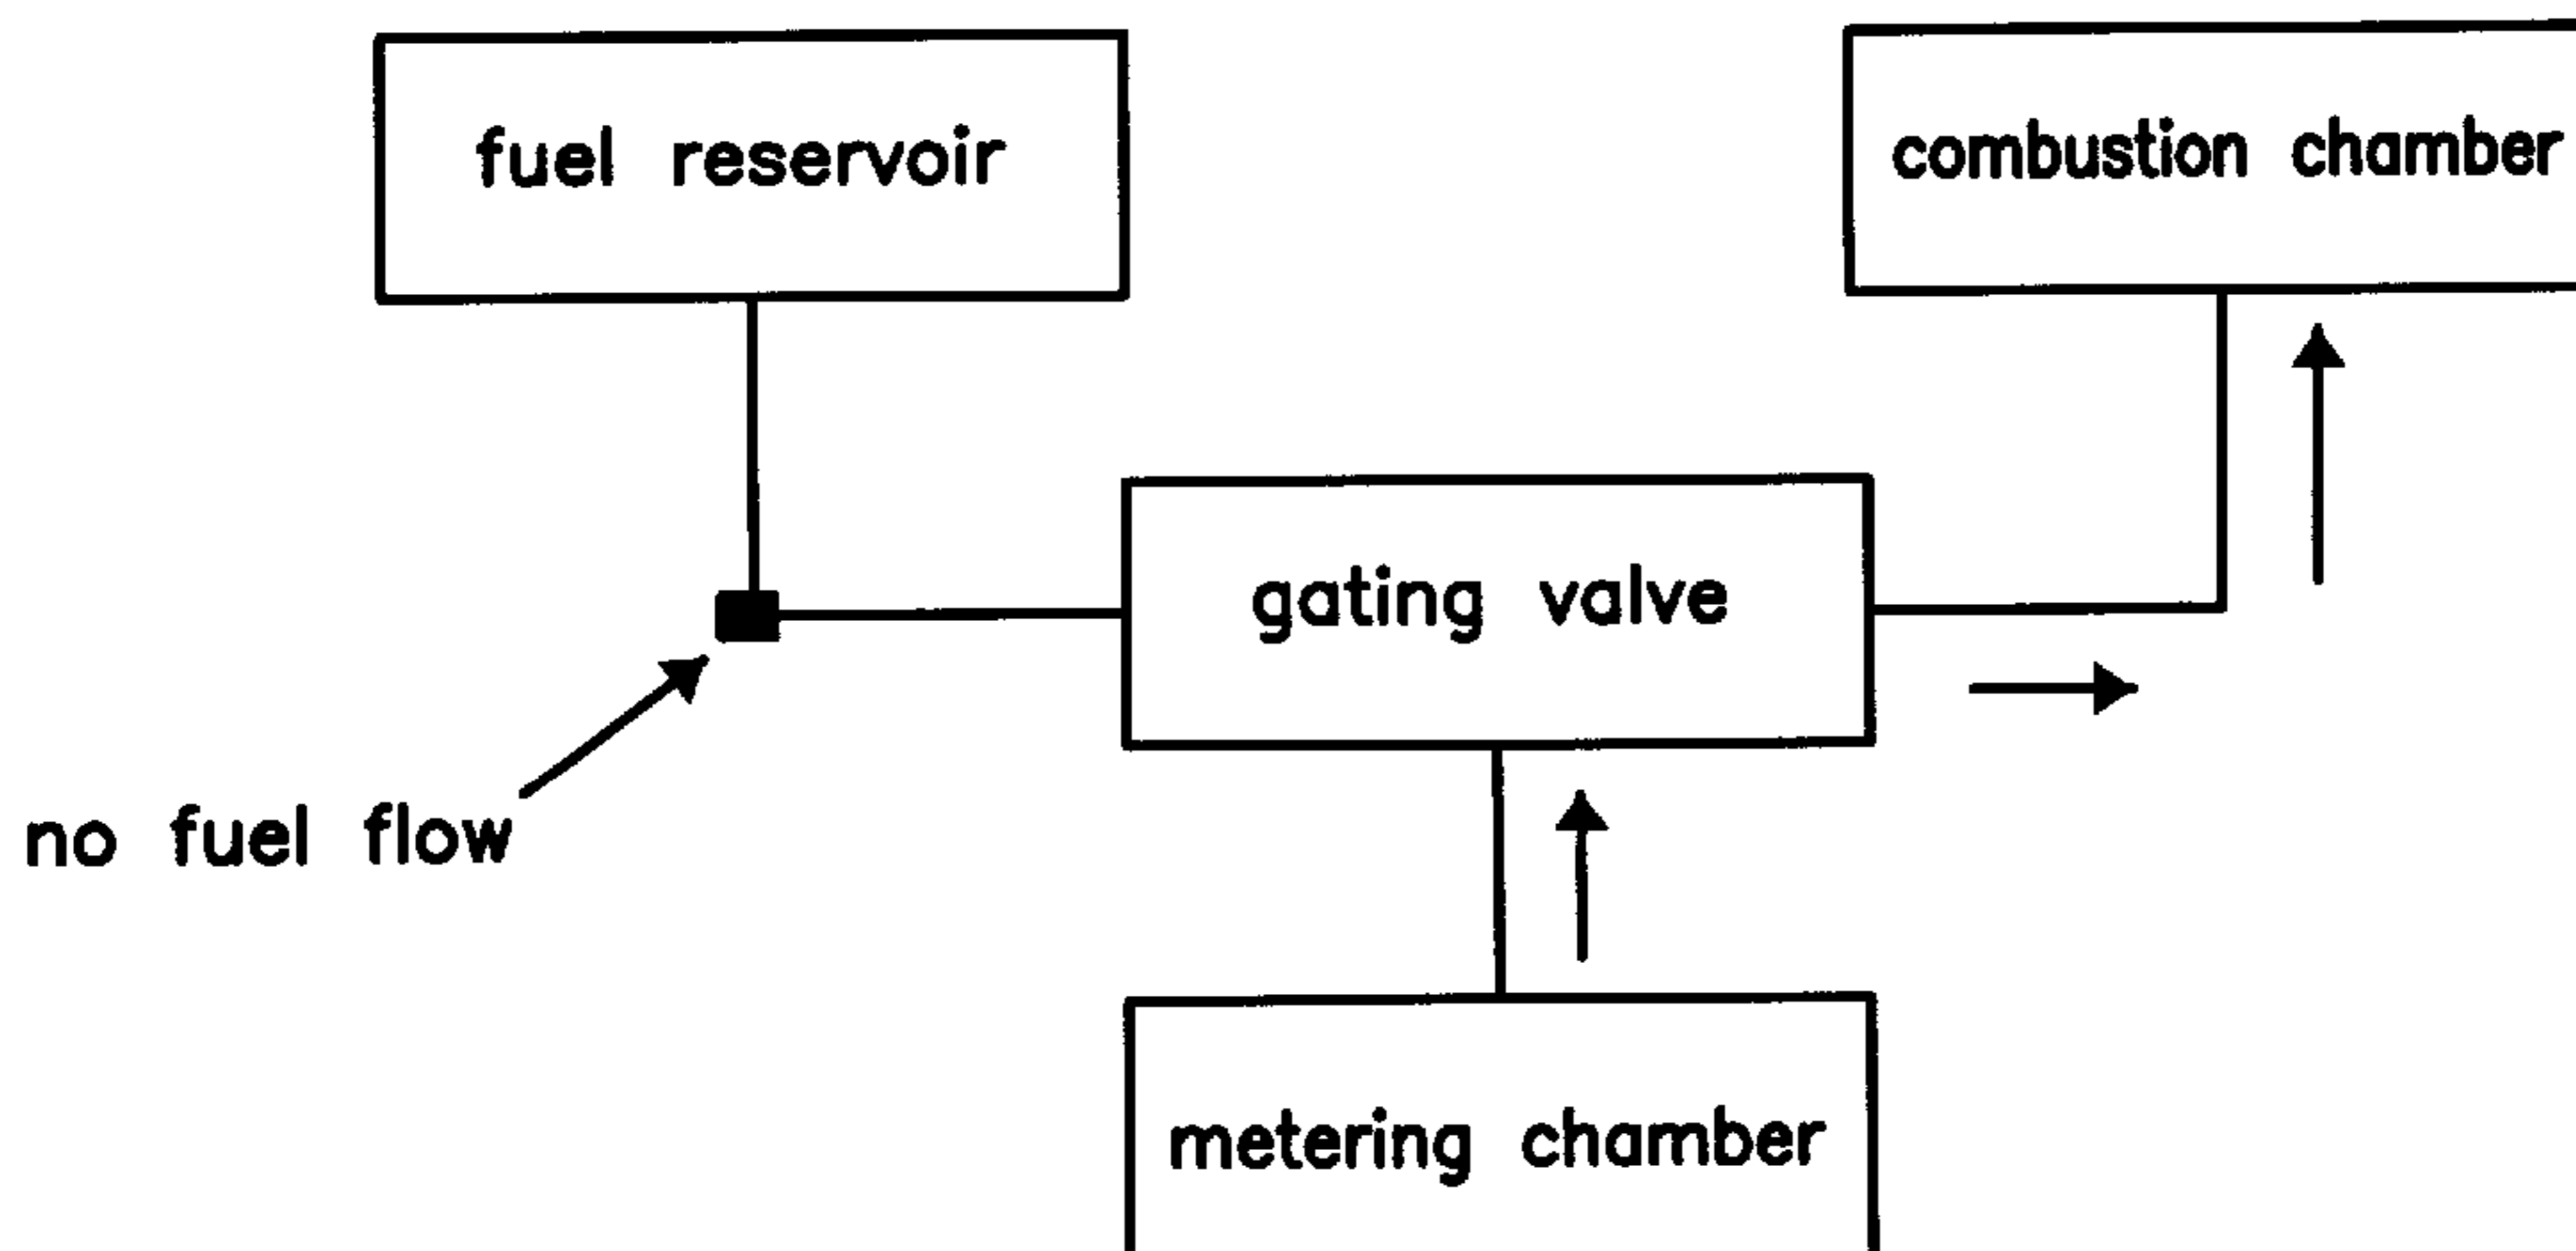 fuel reservoir
combustion chamber
gating valve
no fuel flow
metering chamber